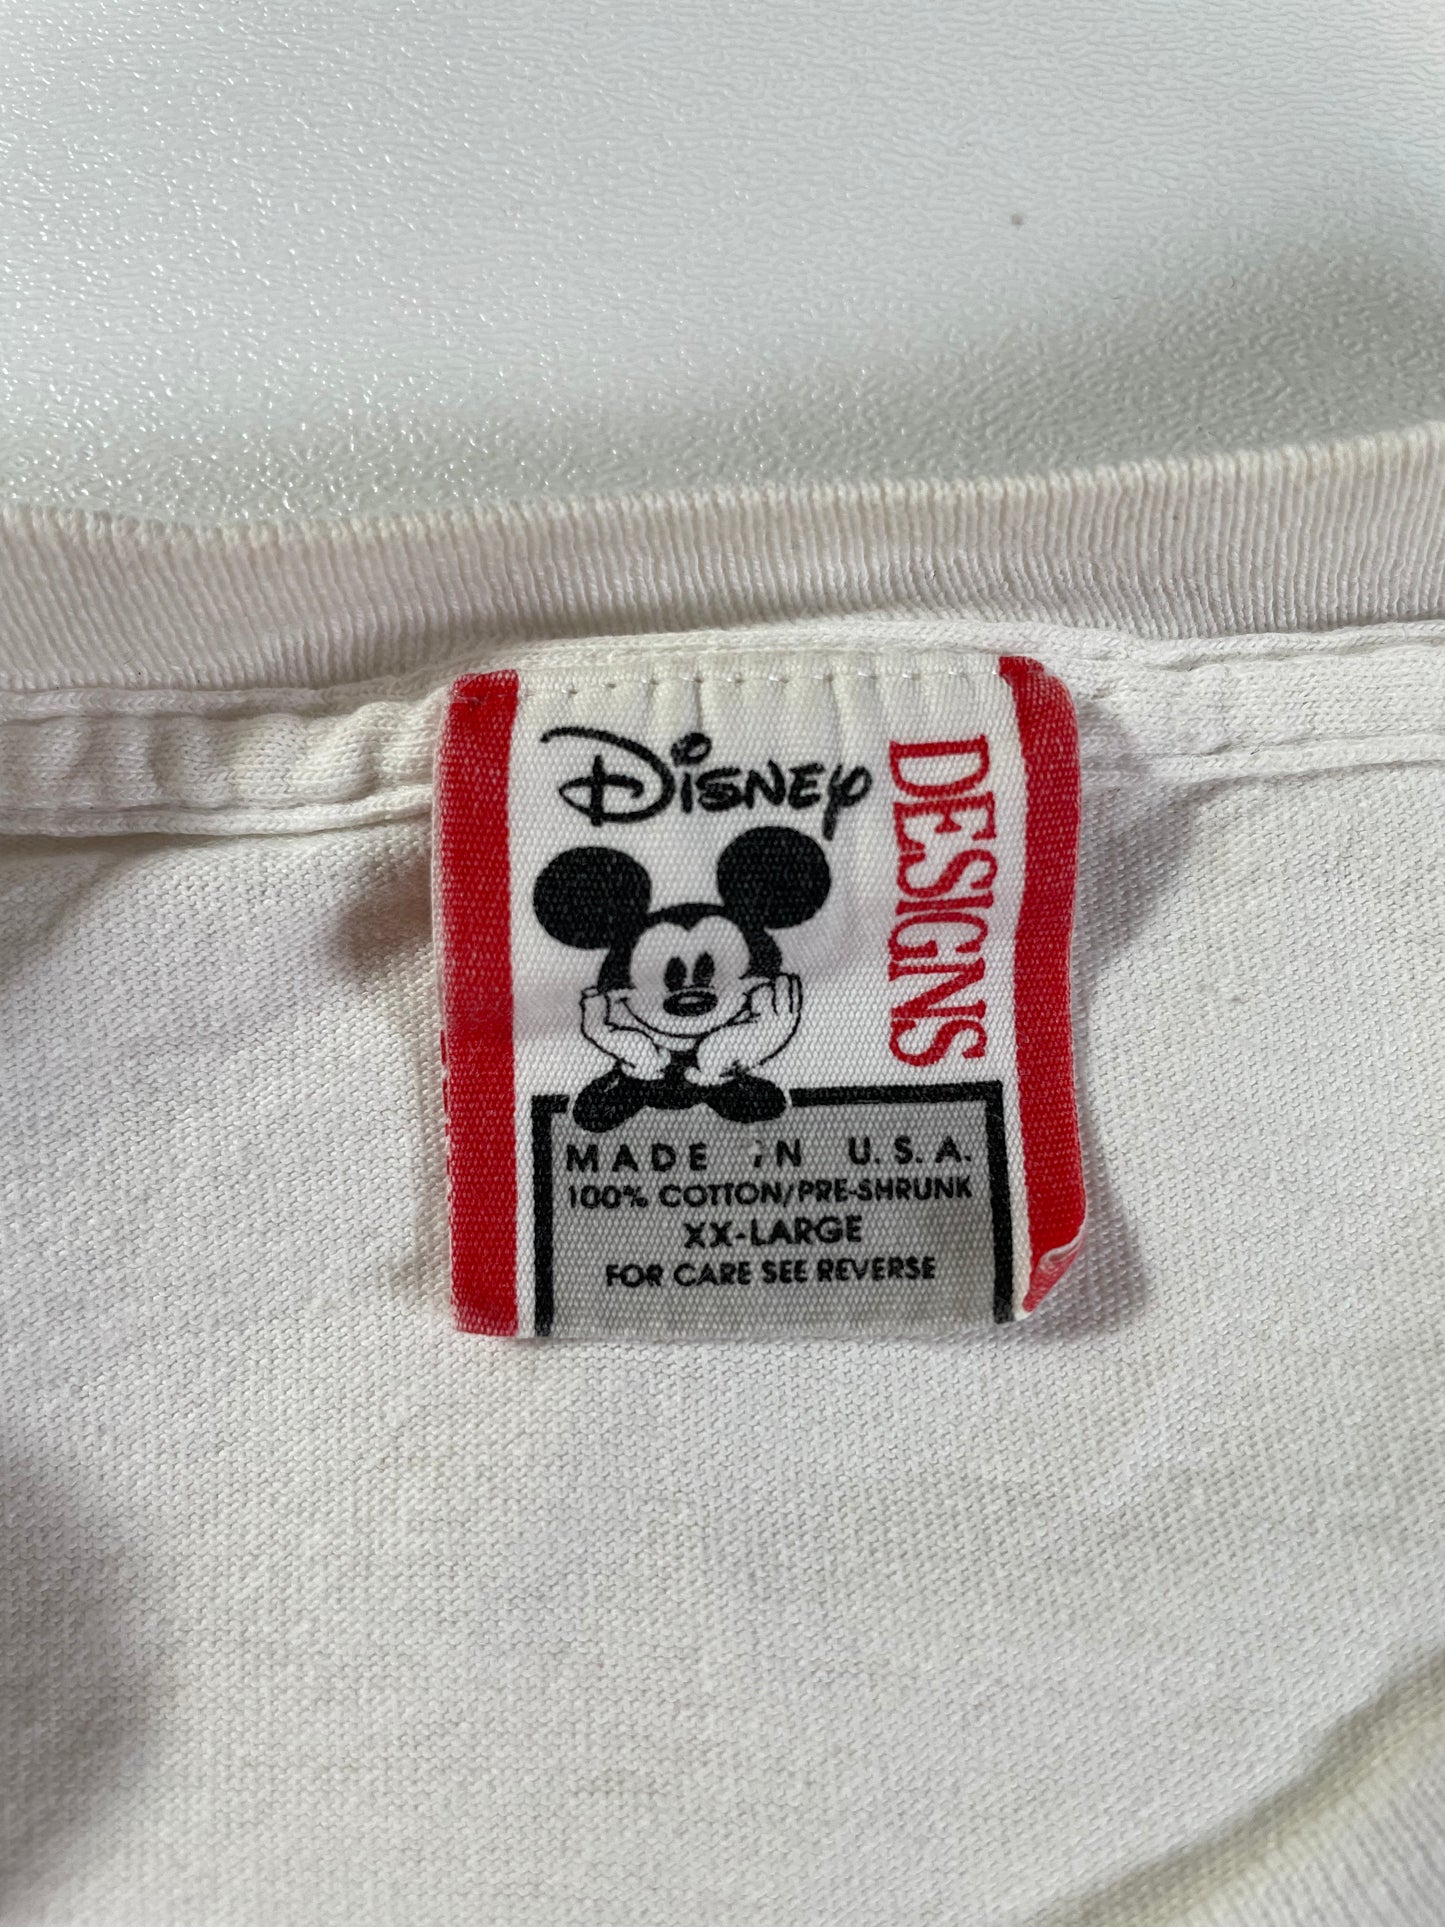 Disney
DESIGNS
MADE IN U.S.A.
100% COTTON/PRE-SHRUNK
XX-LARGE
FOR CARE SEE REVERSE